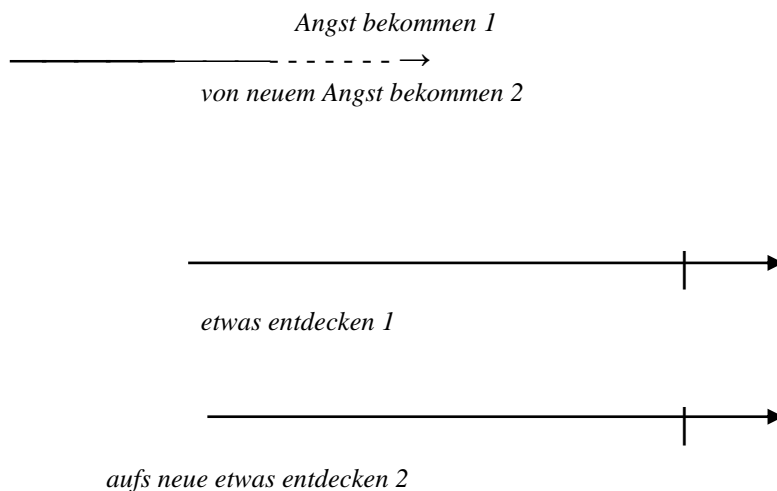 Angst bekommen 1
von neuem Angst bekommen 2
etwas entdecken 1
aufs neue etwas entdecken 2